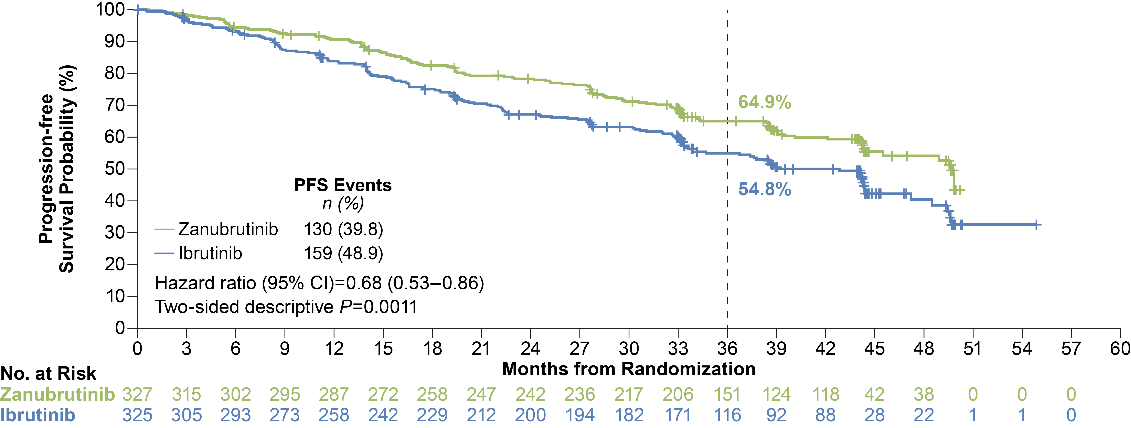 Progression-free
Survival Probability (%)
100
90
80
70
60
50
40
30
20
10
0
64.9%
54.8%
PFS Events
n (%)
Zanubrutinib 130 (39.8)
Ibrutinib 159 (48.9)
Hazard ratio (95% CI)=0.68 (0.53–0.86)
Two-sided descriptive P=0.0011
0 3 6 9 12 15 18 21 24 27 30 33 36 39 42 45 48 51 54 57 60
Months from Randomization
No. at Risk
Zanubrutinib 327 315 302 295 287 272 258 247 242 236 217 206 151 124 118 42 38 0 0 0
Ibrutinib 325 305 293 273 258 242 229 212 200 194 182 171 116 92 88 28 22 1 1 0